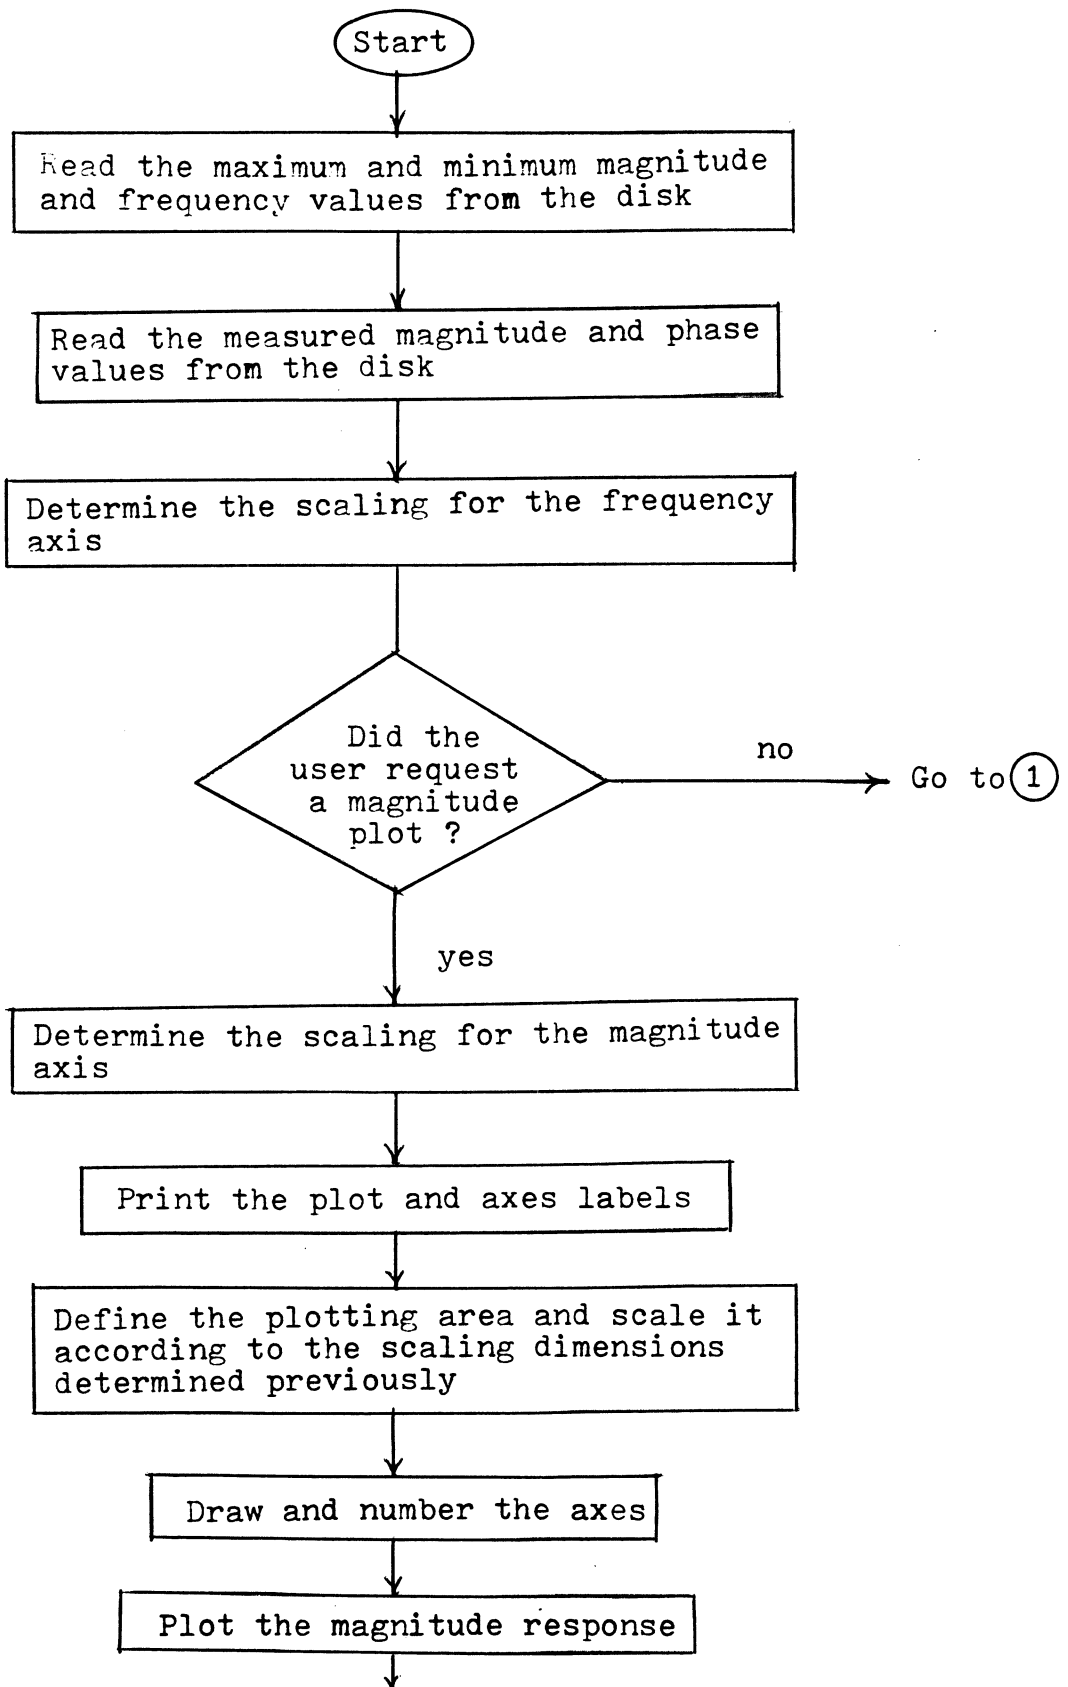 Start
Read the maximum and minimum magnitude
and frequency values from the disk
Read the measured magnitude and phase
values from the disk
Determine the scaling for the frequency
axis
Did the
user request
a magnitude
plot ?
no
Go to 1
yes
Determine the scaling for the magnitude
axis
Print the plot and axes labels
Define the plotting area and scale it
according to the scaling dimensions
determined previously
Draw and number the axes
Plot the magnitude response